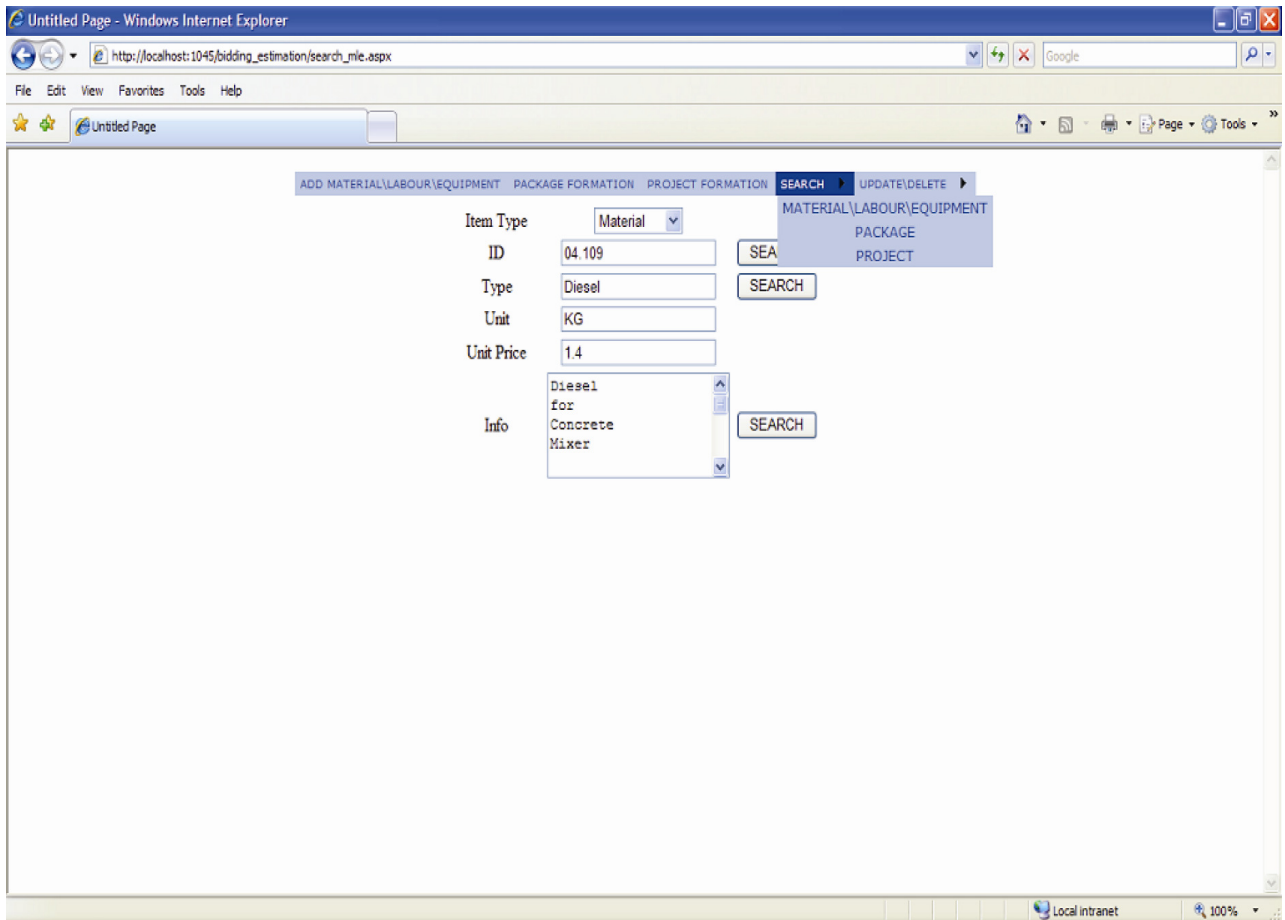 Untitled Page - Windows Internet Explorer
http://localhost:1045/bidding_estimation/search_mle.aspx
Google
File Edit View Favorites Tools Help
Untitled Page
Page Tools »
ADD MATERIAL\LABOUR\EQUIPMENT PACKAGE FORMATION PROJECT FORMATION SEARCH UPDATE\DELETE
MATERIAL\LABOUR\EQUIPMENT
PACKAGE
PROJECT
Item Type Material
ID 04.109 SEA
Type Diesel SEARCH
Unit KG
Unit Price 1.4
Info
Diesel
for
Concrete
Mixer
SEARCH
Local intranet 100%